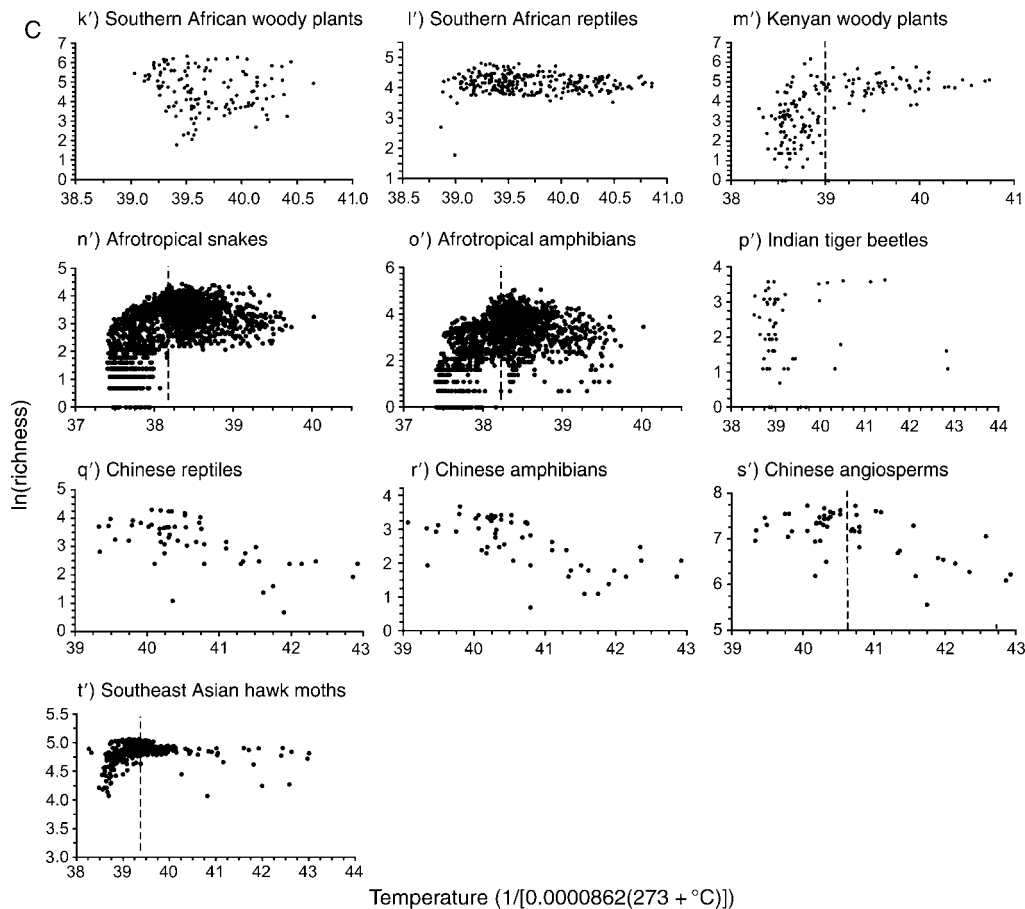 C
k′) Southern African woody plants
7
6
5
4
3
2
1
0
38.5 39.0 39.5 40.0 40.5 41.0
l′) Southern African reptiles
5
4
3
2
1
0
38.5 39.0 39.5 40.0 40.5 41.0
m′) Kenyan woody plants
7
6
5
4
3
2
1
0
38 39 40 41
n′) Afrotropical snakes
5
4
3
2
1
0
37 38 39 40
o′) Afrotropical amphibians
6
4
2
0
37 38 39 40
p′) Indian tiger beetles
4
3
2
1
0
38 39 40 41 42 43 44
ln(richness)
q′) Chinese reptiles
5
4
3
2
1
0
39 40 41 42 43
r′) Chinese amphibians
4
3
2
1
0
39 40 41 42 43
s′) Chinese angiosperms
8
7
6
5
39 40 41 42 43
t′) Southeast Asian hawk moths
5.5
5.0
4.5
4.0
3.5
3.0
38 39 40 41 42 43 44
Temperature (1/[0.0000862(273 + °C)])